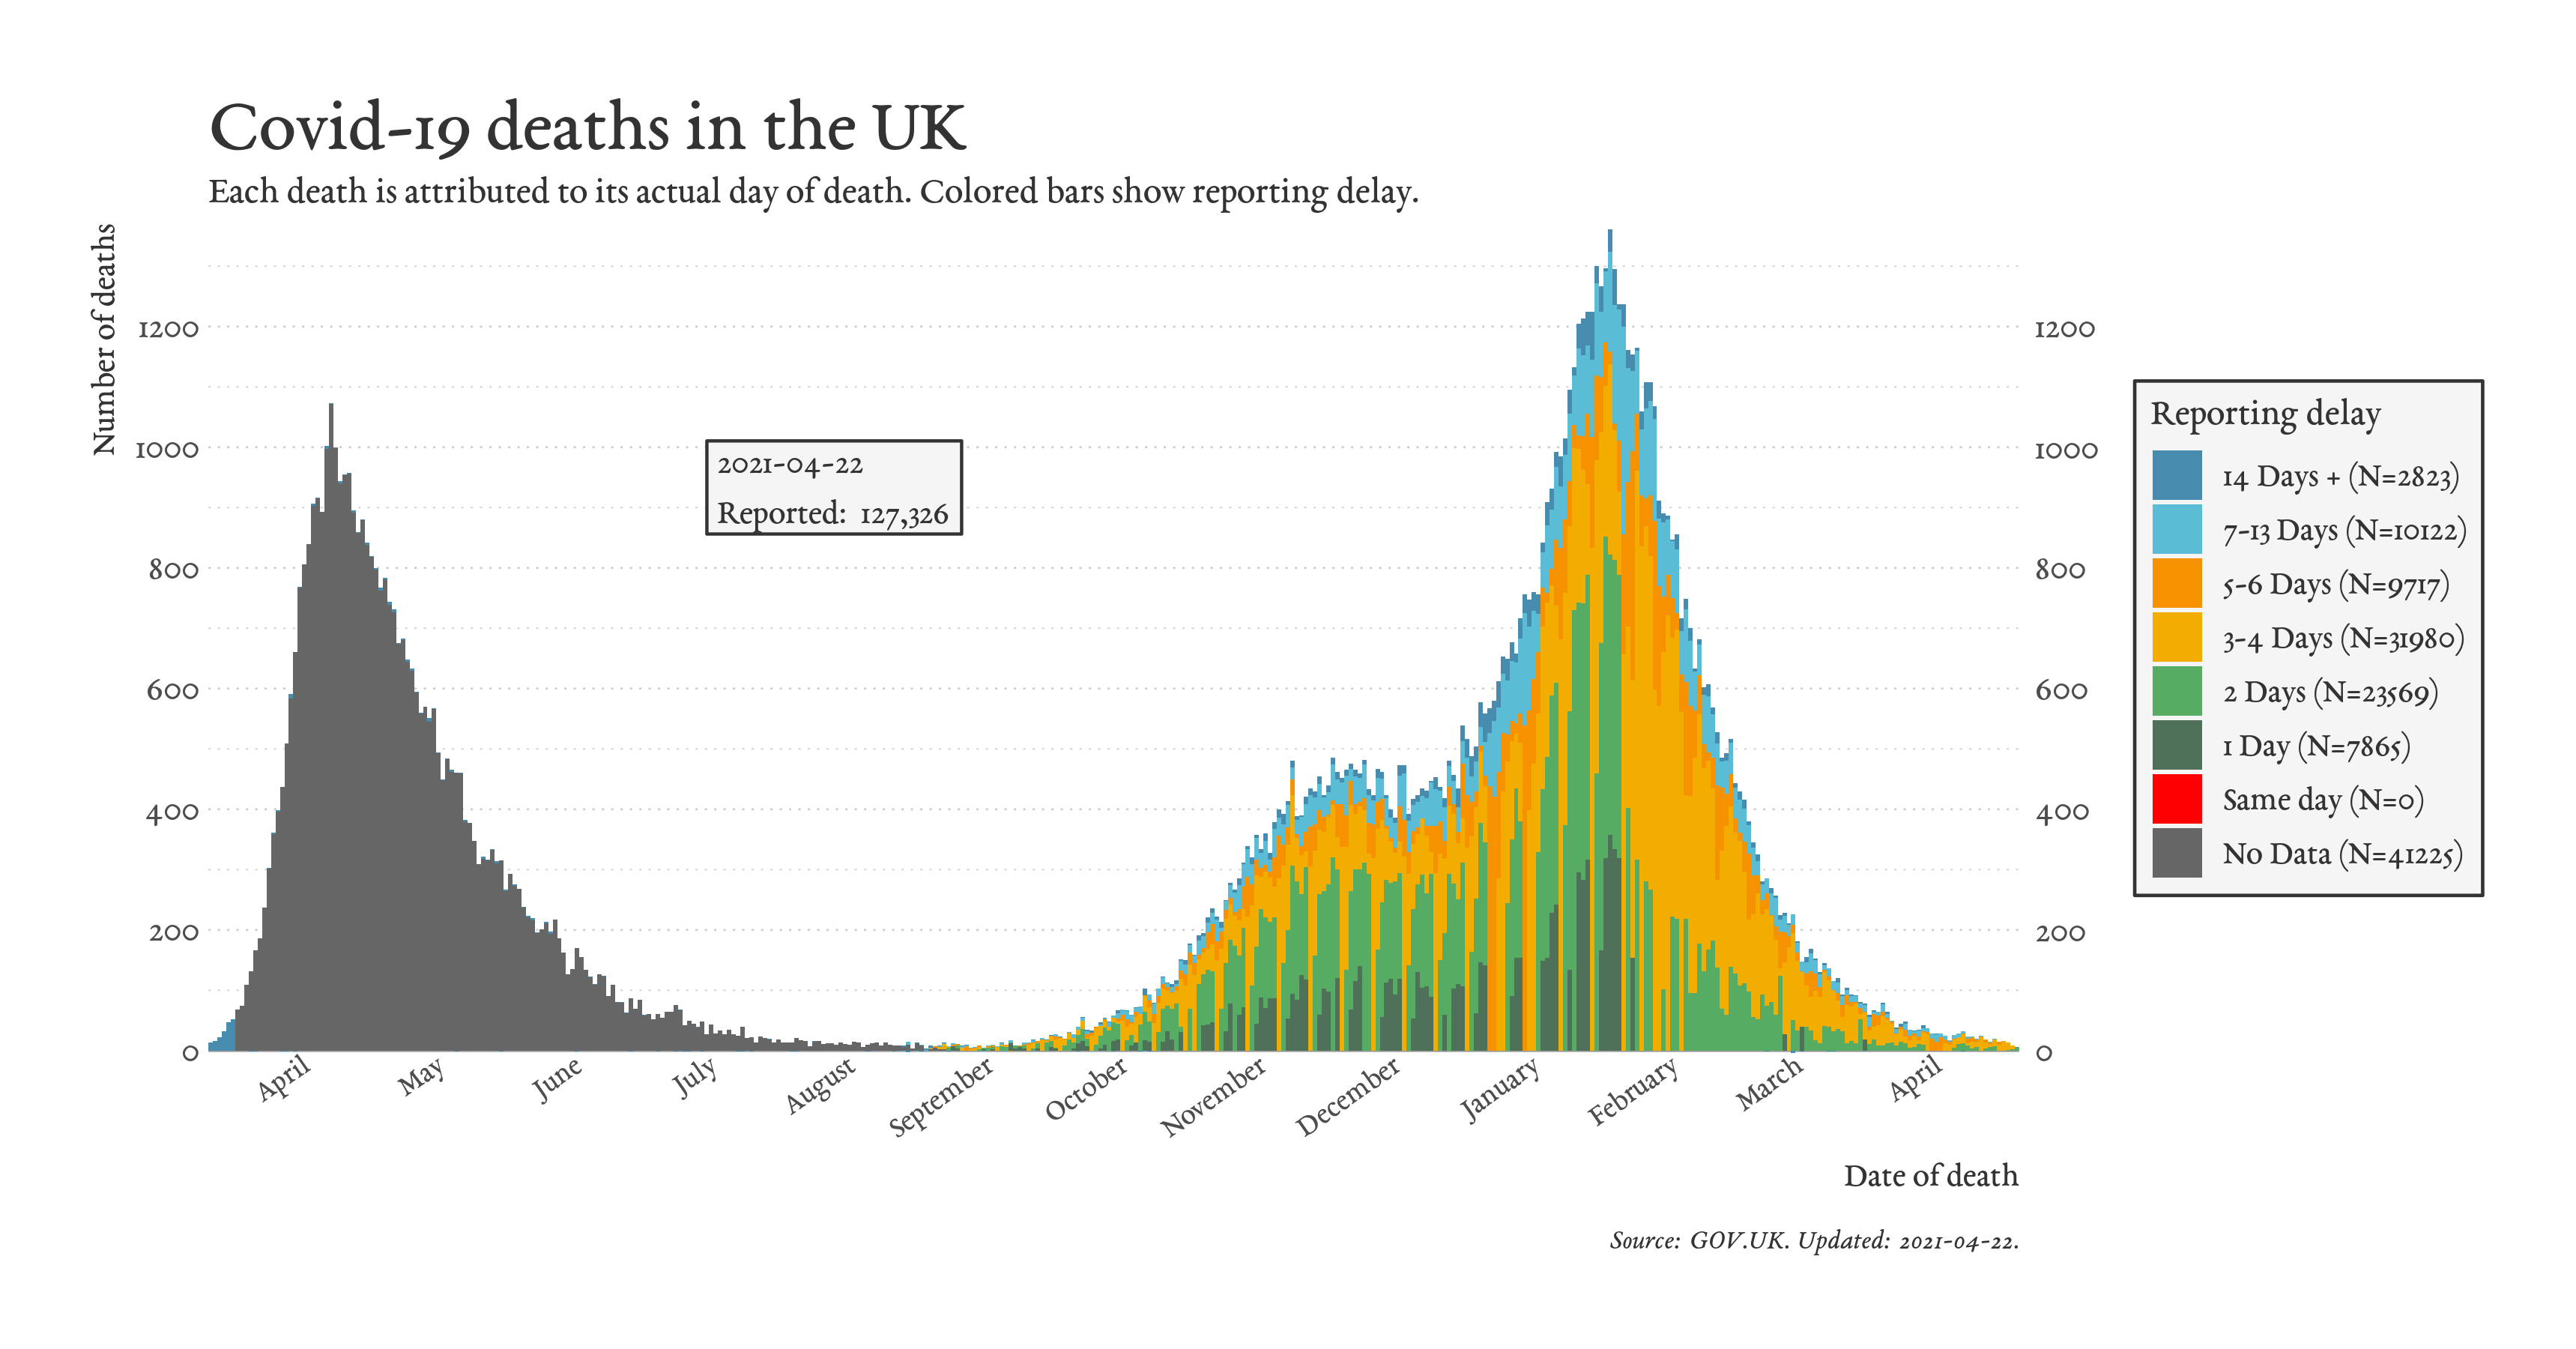 Covid-19 deaths in the UK
Each death is attributed to its actual day of death. Colored bars show reporting delay.
Number of deaths
1200
1000
800
600
400
200
0
2021-04-22
Reported: 127,326
1200
1000
800
600
400
200
0
Reporting delay
14 Days + (N=2823)
7-13 Days (N=10122)
5-6 Days (N=9717)
3-4 Days (N=31980)
2 Days (N=23569)
1 Day (N=7865)
Same day (N=0)
No Data (N=41225)
April
May
June
July
August
September
October
November
December
January
February
March
April
Date of death
Source: GOV.UK. Updated: 2021-04-22.